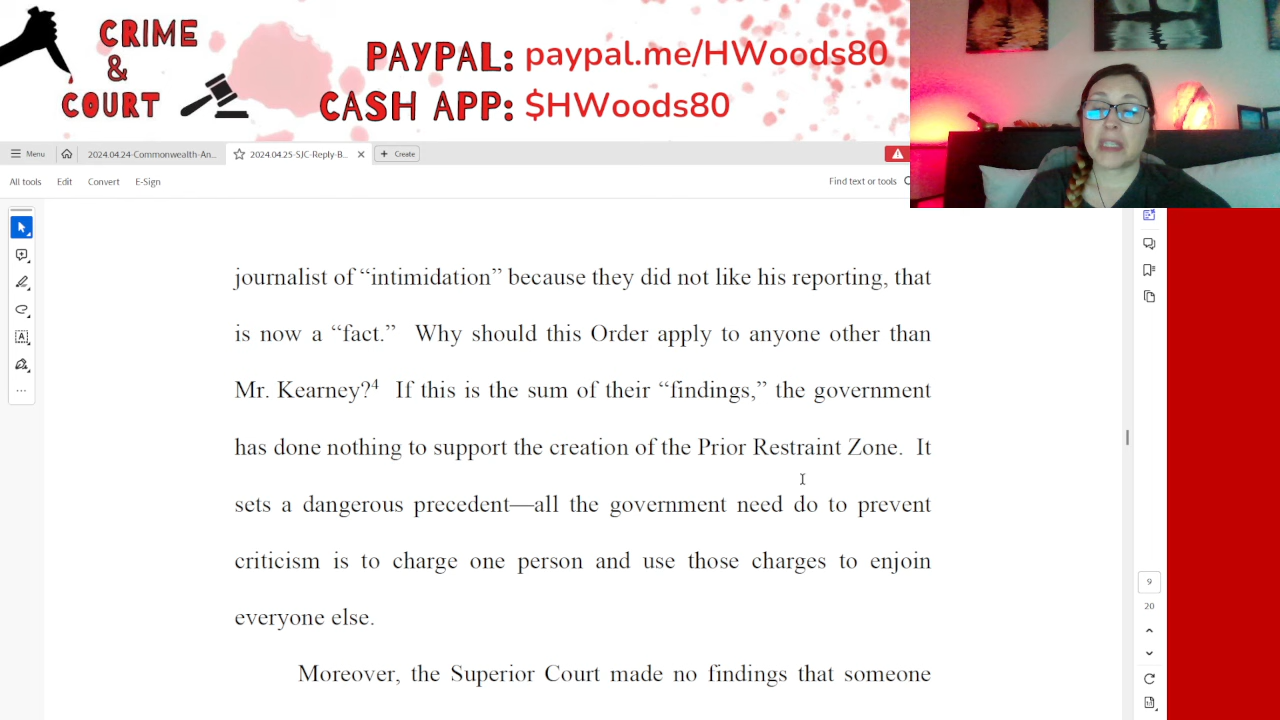 CRIME
&
COURT
PAYPAL: paypal.me/HWoods80
CASH APP: $HWoods80
Menu
2024.04.24-Commonwealth-An...
2024.04.25-SJC-Reply-B...
Create
All tools Edit Convert E-Sign
Find text or tools
journalist of “intimidation” because they did not like his reporting, that
is now a “fact.” Why should this Order apply to anyone other than
Mr. Kearney?4 If this is the sum of their “findings,” the government
has done nothing to support the creation of the Prior Restraint Zone. It
sets a dangerous precedent—all the government need do to prevent
criticism is to charge one person and use those charges to enjoin
everyone else.
Moreover, the Superior Court made no findings that someone
9
20